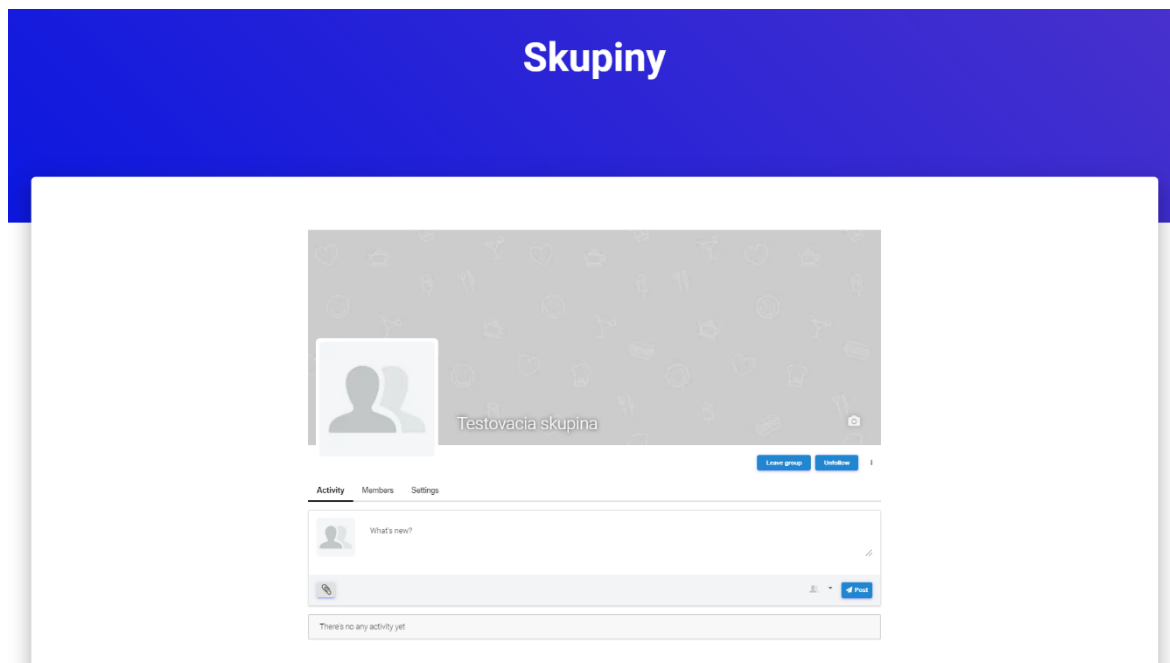 Skupiny
Testovacia skupina
Leave group Unfollow
Activity Members Settings
What's new?
Post
There's no any activity yet